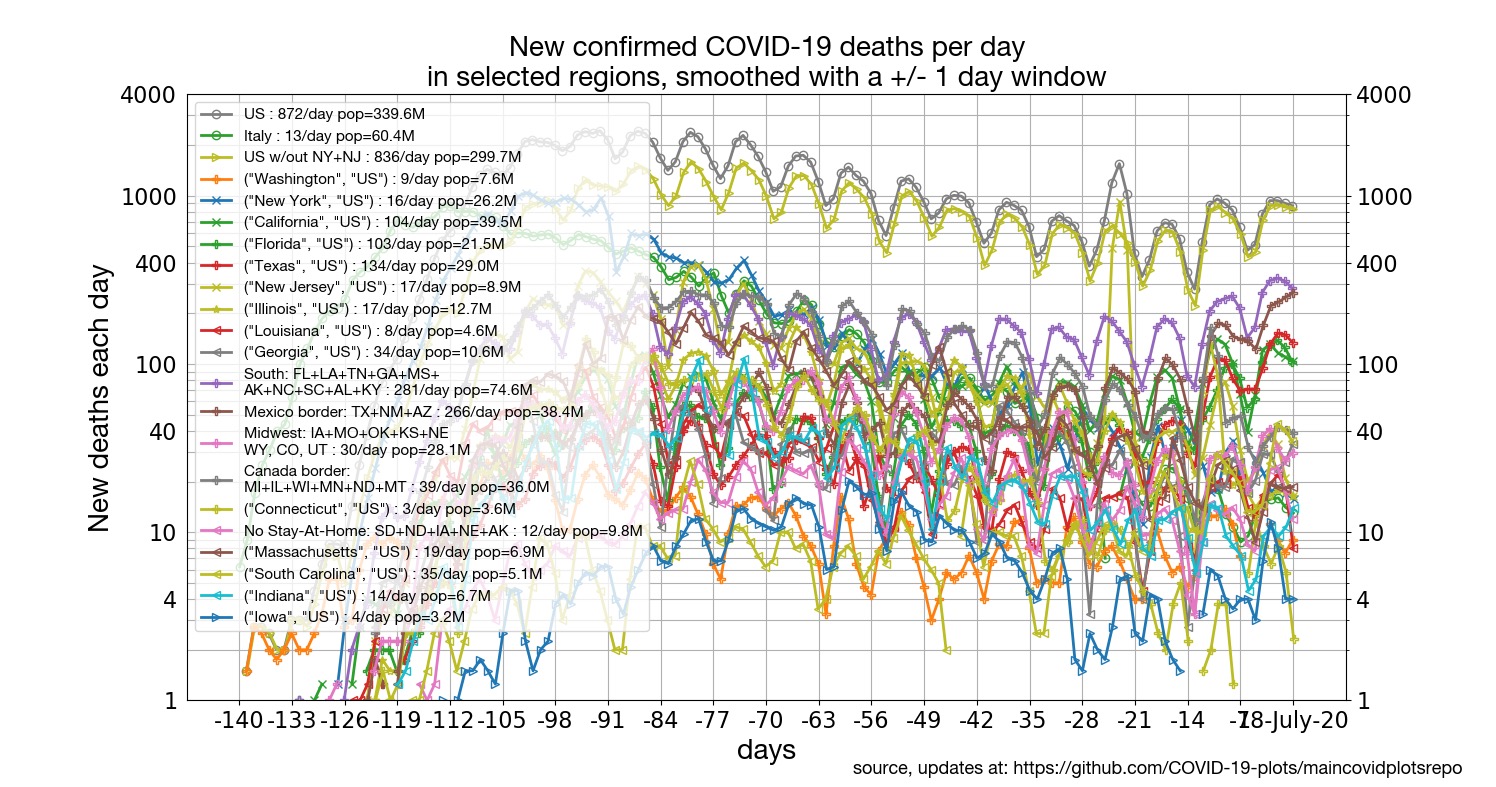 New confirmed COVID-19 deaths per day
in selected regions, smoothed with a +/- 1 day window
4000
1000
400
100
40
10
4
1
New deaths each day
US : 872/day pop=339.6M
Italy : 13/day pop=60.4M
US w/out NY+NJ : 836/day pop=299.7M
("Washington", "US") : 9/day pop=7.6M
("New York", "US") : 16/day pop=26.2M
("California", "US") : 104/day pop=39.5M
("Florida", "US") : 103/day pop=21.5M
("Texas", "US") : 134/day pop=29.0M
("New Jersey", "US") : 17/day pop=8.9M
("Illinois", "US") : 17/day pop=12.7M
("Louisiana", "US") : 8/day pop=4.6M
("Georgia", "US") : 34/day pop=10.6M
South: FL+LA+TN+GA+MS+
AK+NC+SC+AL+KY : 281/day pop=74.6M
Mexico border: TX+NM+AZ : 266/day pop=38.4M
Midwest: IA+MO+OK+KS+NE
WY, CO, UT : 30/day pop=28.1M
Canada border:
MI+IL+WI+MN+ND+MT : 39/day pop=36.0M
("Connecticut", "US") : 3/day pop=3.6M
No Stay-At-Home: SD+ND+IA+NE+AK : 12/day pop=9.8M
("Massachusetts", "US") : 19/day pop=6.9M
("South Carolina", "US") : 35/day pop=5.1M
("Indiana", "US") : 14/day pop=6.7M
("Iowa", "US") : 4/day pop=3.2M
4000
1000
400
100
40
10
4
1
-140 -133 -126 -119 -112 -105 -98 -91 -84 -77 -70 -63 -56 -49 -42 -35 -28 -21 -14 -7 28-July-20
days
source, updates at: https://github.com/COVID-19-plots/maincovidplotsrepo